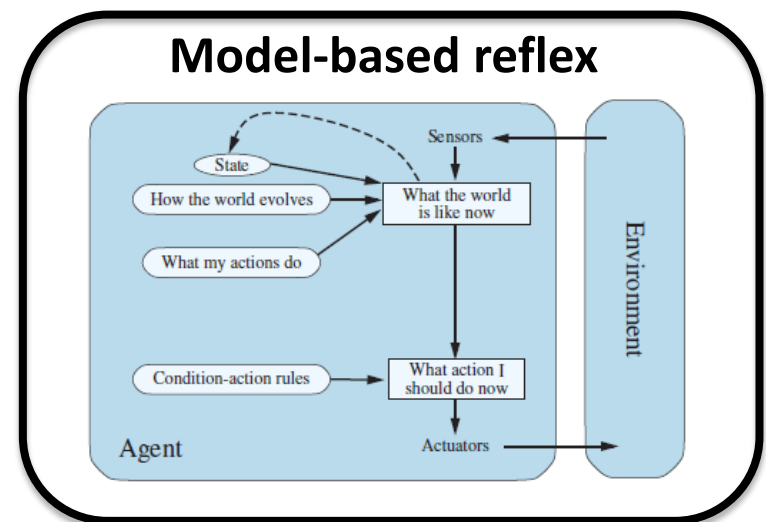 Model-based reflex
Sensors
State
How the world evolves
What the world
is like now
What my actions do
Environment
Condition-action rules
What action I
should do now
Agent
Actuators